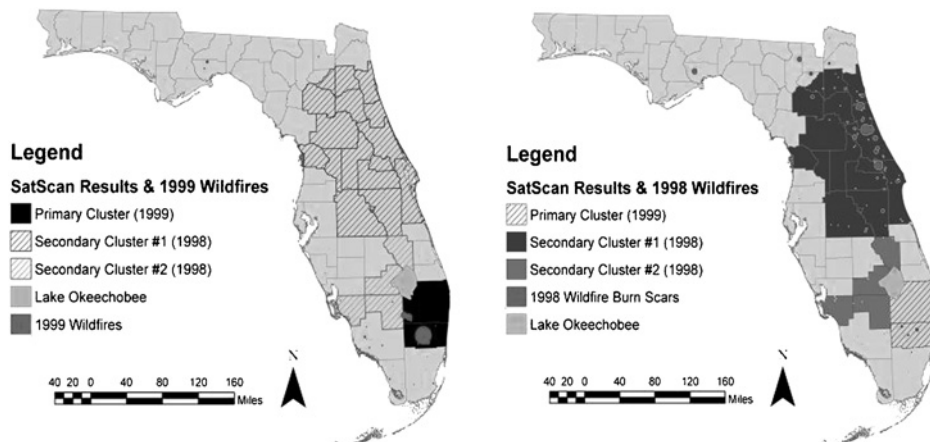 Legend
SatScan Results & 1999 Wildfires
Primary Cluster (1999)
Secondary Cluster #1 (1998)
Secondary Cluster #2 (1998)
Lake Okeechobee
1999 Wildfires
N
40 20 0 40 80 120 160
Miles
Legend
SatScan Results & 1998 Wildfires
Primary Cluster (1999)
Secondary Cluster #1 (1998)
Secondary Cluster #2 (1998)
1998 Wildfire Burn Scars
Lake Okeechobee
N
40 20 0 40 80 120 160
Miles